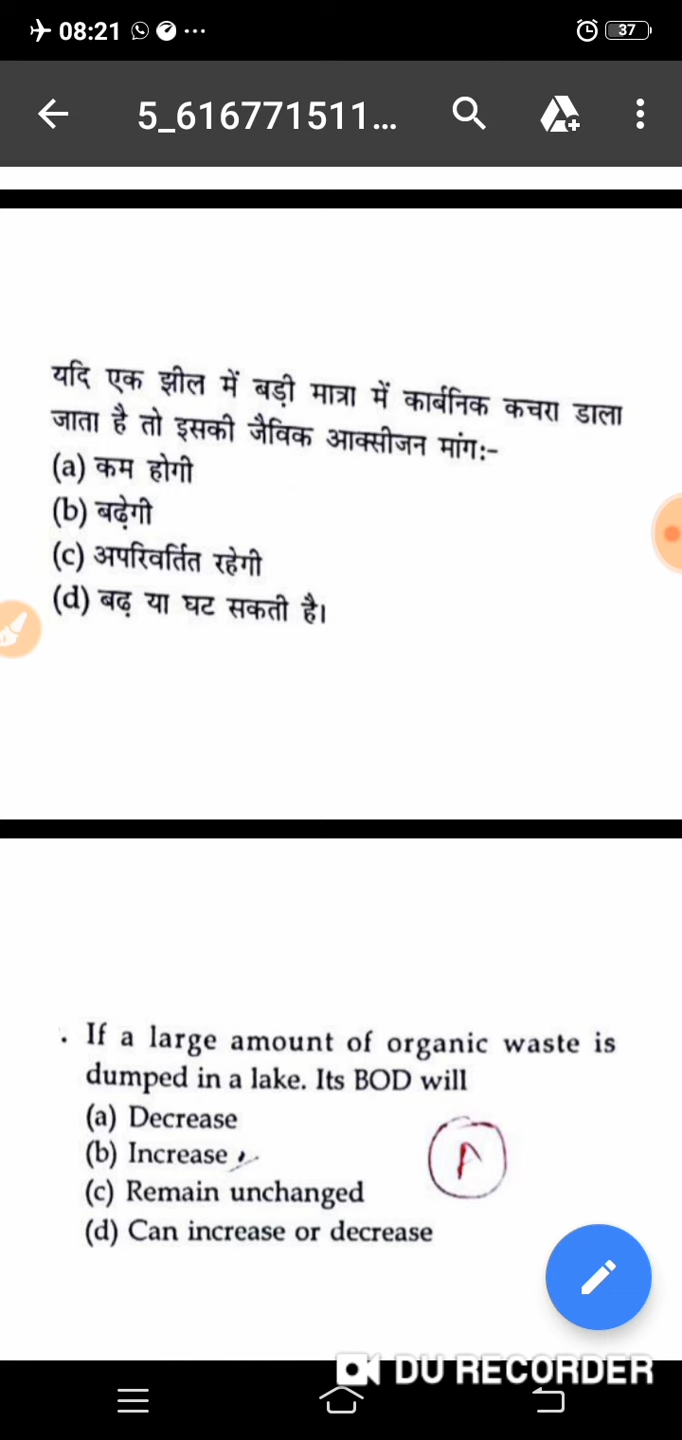 08:21
37
5_616771511...
यदि एक झील में बड़ी मात्रा में कार्बनिक कचरा डाला
जाता है तो इसकी जैविक आक्सीजन मांग:-
(a) कम होगी
(b) बढ़ेगी
(c) अपरिवर्तित रहेगी
(d) बढ़ या घट सकती है।
. If a large amount of organic waste is
dumped in a lake. Its BOD will
(a) Decrease
(b) Increase
(c) Remain unchanged
(d) Can increase or decrease
A
DU RECORDER